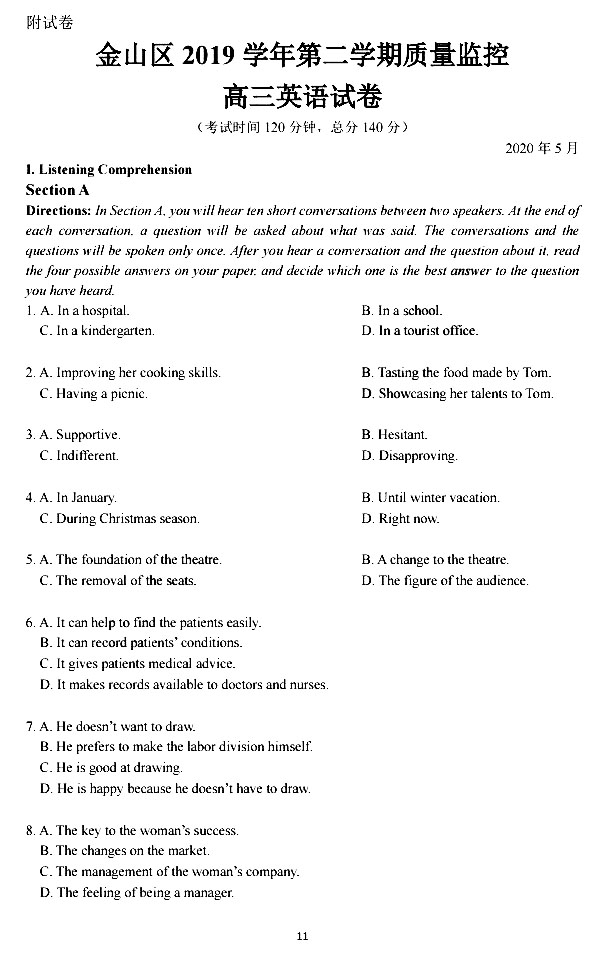 附试卷
金山区 2019 学年第二学期质量监控
高三英语试卷
（考试时间 120 分钟，总分 140 分）
2020 年 5 月
I. Listening Comprehension
Section A
Directions: In Section A, you will hear ten short conversations between two speakers. At the end of
each conversation, a question will be asked about what was said. The conversations and the
questions will be spoken only once. After you hear a conversation and the question about it, read
the four possible answers on your paper, and decide which one is the best answer to the question
you have heard.
1. A. In a hospital. B. In a school.
C. In a kindergarten. D. In a tourist office.
2. A. Improving her cooking skills. B. Tasting the food made by Tom.
C. Having a picnic. D. Showcasing her talents to Tom.
3. A. Supportive. B. Hesitant.
C. Indifferent. D. Disapproving.
4. A. In January. B. Until winter vacation.
C. During Christmas season. D. Right now.
5. A. The foundation of the theatre. B. A change to the theatre.
C. The removal of the seats. D. The figure of the audience.
6. A. It can help to find the patients easily.
B. It can record patients’ conditions.
C. It gives patients medical advice.
D. It makes records available to doctors and nurses.
7. A. He doesn’t want to draw.
B. He prefers to make the labor division himself.
C. He is good at drawing.
D. He is happy because he doesn’t have to draw.
8. A. The key to the woman’s success.
B. The changes on the market.
C. The management of the woman’s company.
D. The feeling of being a manager.
11